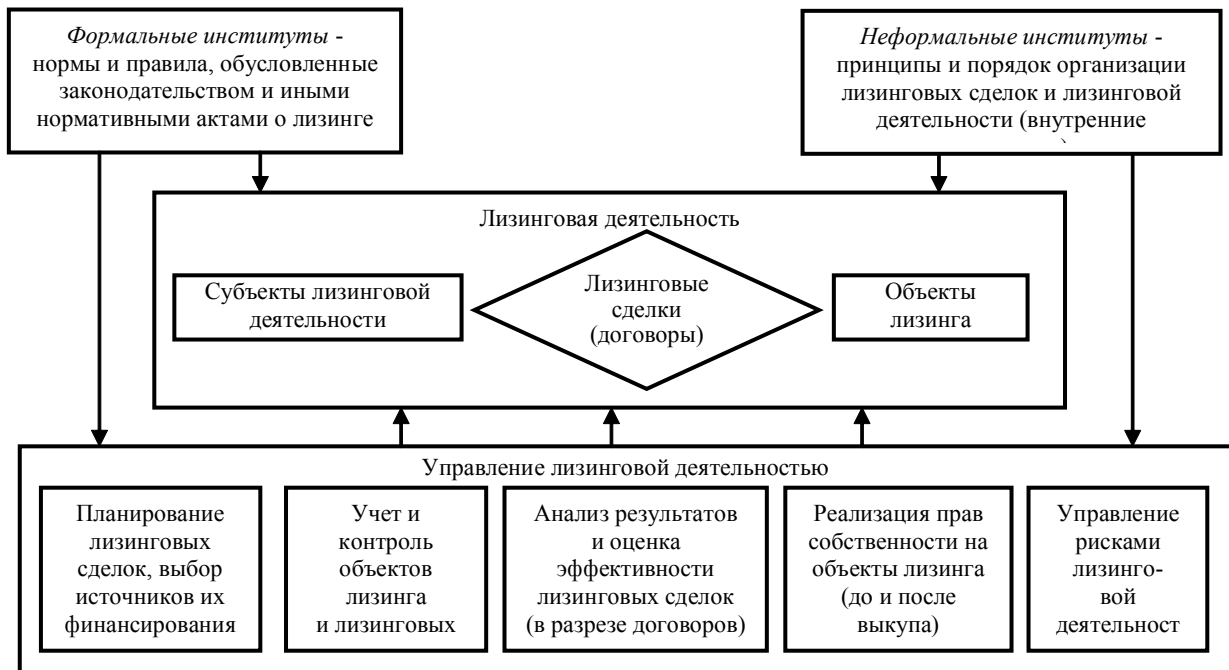 Формальные институты -
нормы и правила, обусловленные
законодательством и иными
нормативными актами о лизинге
Неформальные институты -
принципы и порядок организации
лизинговых сделок и лизинговой
деятельности (внутренние
Лизинговая деятельность
Субъекты лизинговой
деятельности
Лизинговые
сделки
(договоры)
Объекты
лизинга
Управление лизинговой деятельностью
Планирование
лизинговых
сделок, выбор
источников их
финансирования
Учет и
контроль
объектов
лизинга
и лизинговых
Анализ результатов
и оценка
эффективности
лизинговых сделок
(в разрезе договоров)
Реализация прав
собственности на
объекты лизинга
(до и после
выкупа)
Управление
рисками
лизинго-
вой
деятельност